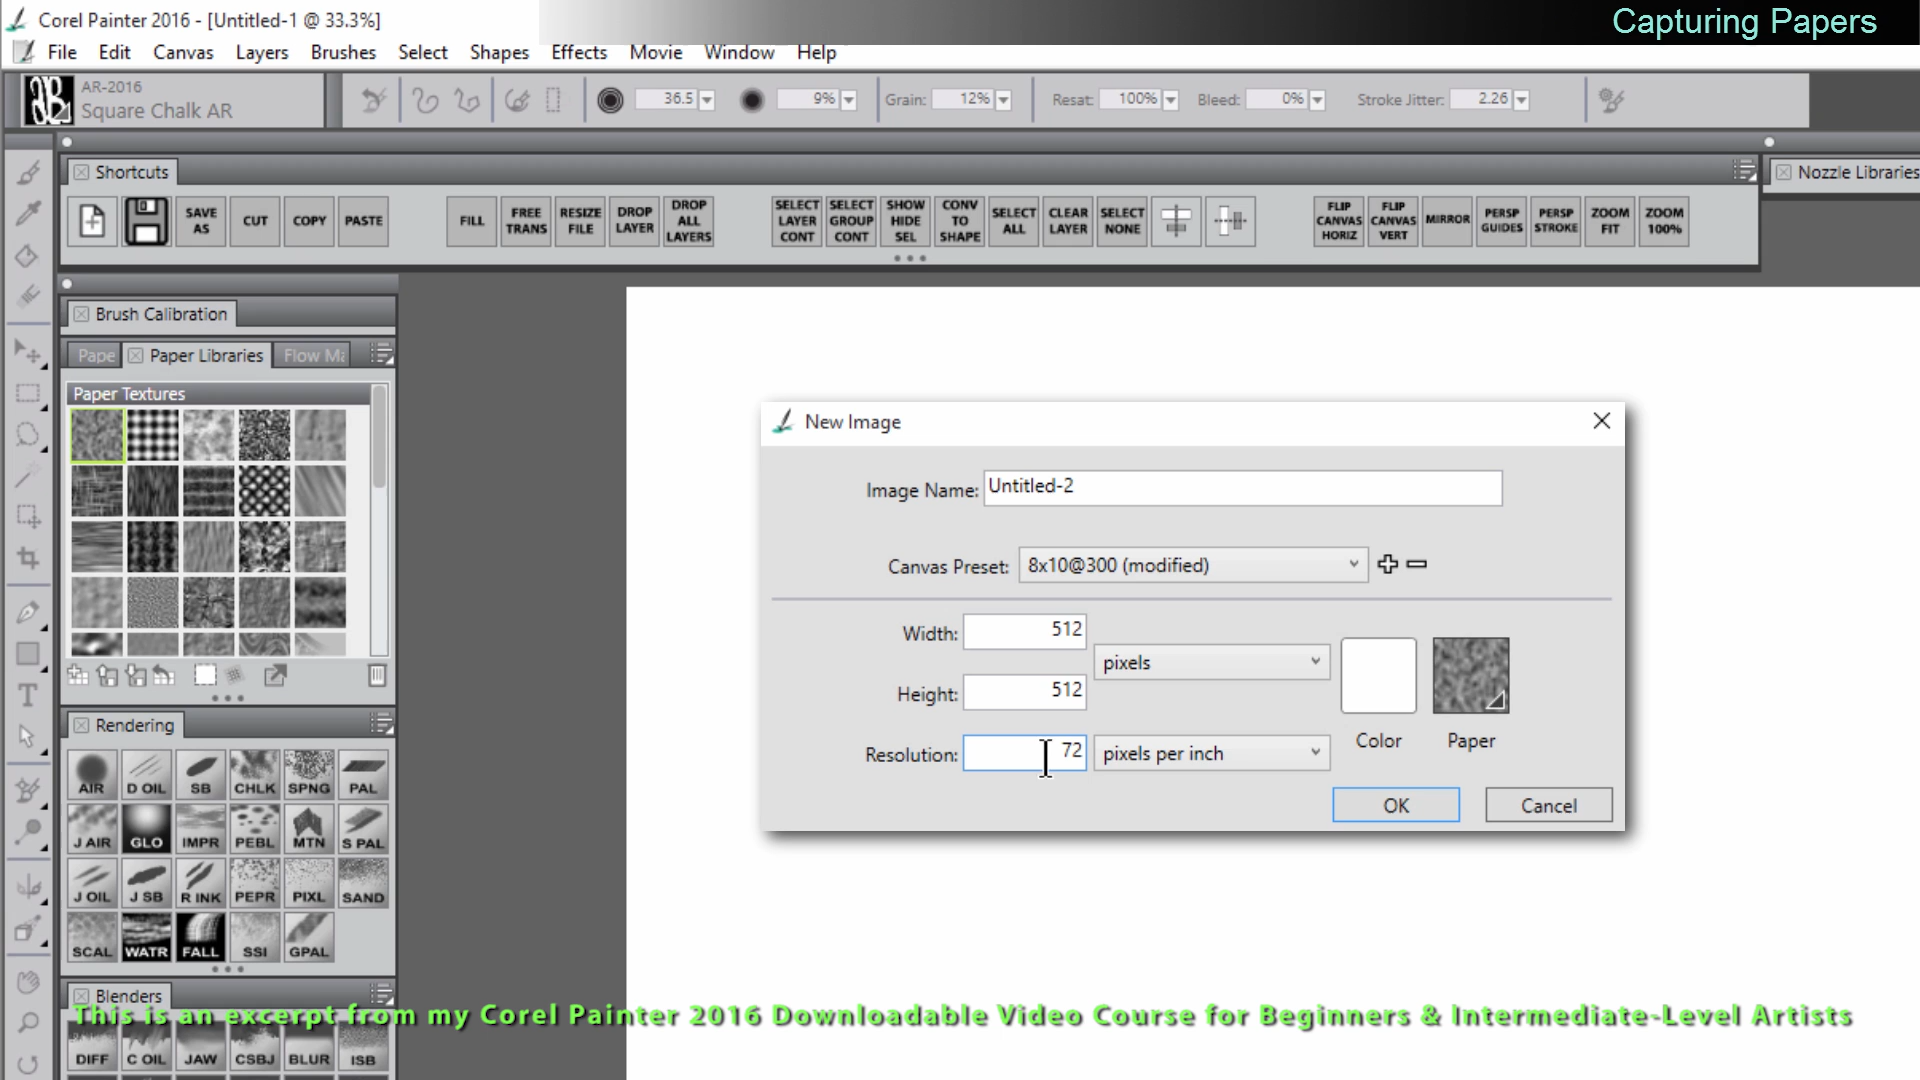 Corel Painter 2016 - [Untitled-1 @ 33.3%]
Capturing Papers
File Edit Canvas Layers Brushes Select Shapes Effects Movie Window Help
AR-2016
Square Chalk AR
36.5 9% Grain: 12% Resat: 100% Bleed: 0% Stroke Jitter: 2.26
Shortcuts
Nozzle Libraries
SAVE AS
CUT
COPY
PASTE
FILL
FREE TRANS
RESIZE FILE
DROP LAYER
DROP ALL LAYERS
SELECT LAYER CONT
SELECT GROUP CONT
SHOW HIDE SEL
CONV TO SHAPE
SELECT ALL
CLEAR LAYER
SELECT NONE
FLIP CANVAS HORIZ
FLIP CANVAS VERT
MIRROR
PERSP GUIDES
PERSP STROKE
ZOOM FIT
ZOOM 100%
Brush Calibration
Pape Paper Libraries Flow Ma
Paper Textures
New Image
Image Name: Untitled-2
Canvas Preset: 8x10@300 (modified)
Width: 512
pixels
Height: 512
Resolution: 72 pixels per inch
Color Paper
OK Cancel
Rendering
AIR D OIL SB CHLK SPNG PAL
J AIR GLO IMPR PEBL MTN S PAL
J OIL J SB R INK PEPR PIXL SAND
SCAL WATR FALL SSI GPAL
Blenders
This is an excerpt from my Corel Painter 2016 Downloadable Video Course for Beginners & Intermediate-Level Artists
DIFF C OIL JAW CSBJ BLUR ISB
T